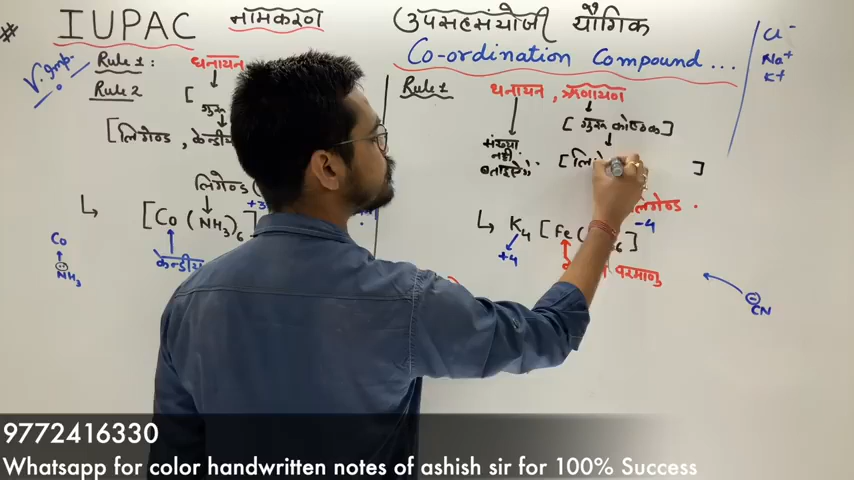 IUPAC नामकरण उपसहसंयोजी यौगिक
Co-ordination Compound ...
V.Imp.
Rule 1 : धनायन
Rule 2
[लिगेण्ड, केन्द्रीय
लिगेण्ड
+3
[Co (NH3)6]
केन्द्रीय
Co
NH3
Rule 1 धनायन , ऋणायन
[ गुरु कोष्ठक ]
संख्या नहीं बताएंगे
[ ]
लिगेण्ड
-4
K4 [Fe( 6]
+4
परमाणु
CN
Cl-
Na+
K+
9772416330
Whatsapp for color handwritten notes of ashish sir for 100% Success